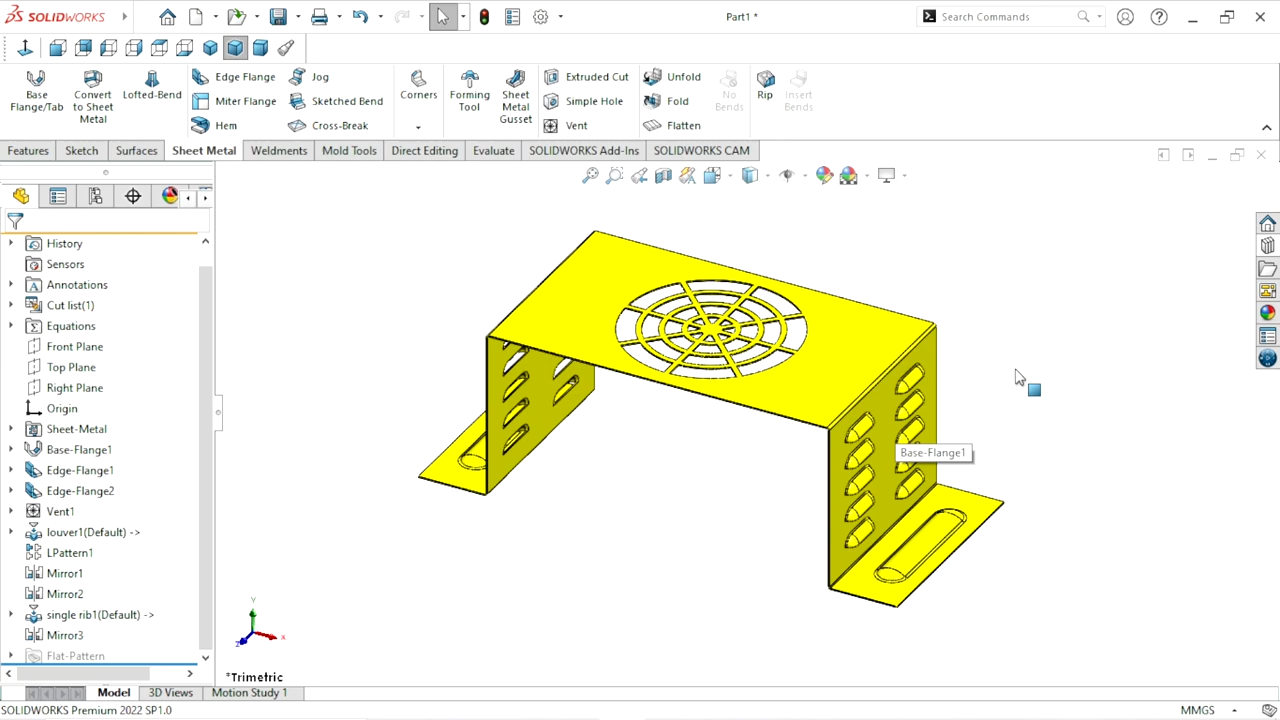 SOLIDWORKS
Part1 *
Search Commands
Base Flange/Tab
Convert to Sheet Metal
Lofted-Bend
Edge Flange
Miter Flange
Hem
Jog
Sketched Bend
Cross-Break
Corners
Forming Tool
Sheet Metal Gusset
Extruded Cut
Simple Hole
Vent
Unfold
Fold
Flatten
No Bends
Rip
Insert Bends
Features Sketch Surfaces Sheet Metal Weldments Mold Tools Direct Editing Evaluate SOLIDWORKS Add-Ins SOLIDWORKS CAM
History
Sensors
Annotations
Cut list(1)
Equations
Front Plane
Top Plane
Right Plane
Origin
Sheet-Metal
Base-Flange1
Edge-Flange1
Edge-Flange2
Vent1
louver1(Default) ->
LPattern1
Mirror1
Mirror2
single rib1(Default) ->
Mirror3
Flat-Pattern
Base-Flange1
Y
X
Z
*Trimetric
Model 3D Views Motion Study 1
SOLIDWORKS Premium 2022 SP1.0
MMGS